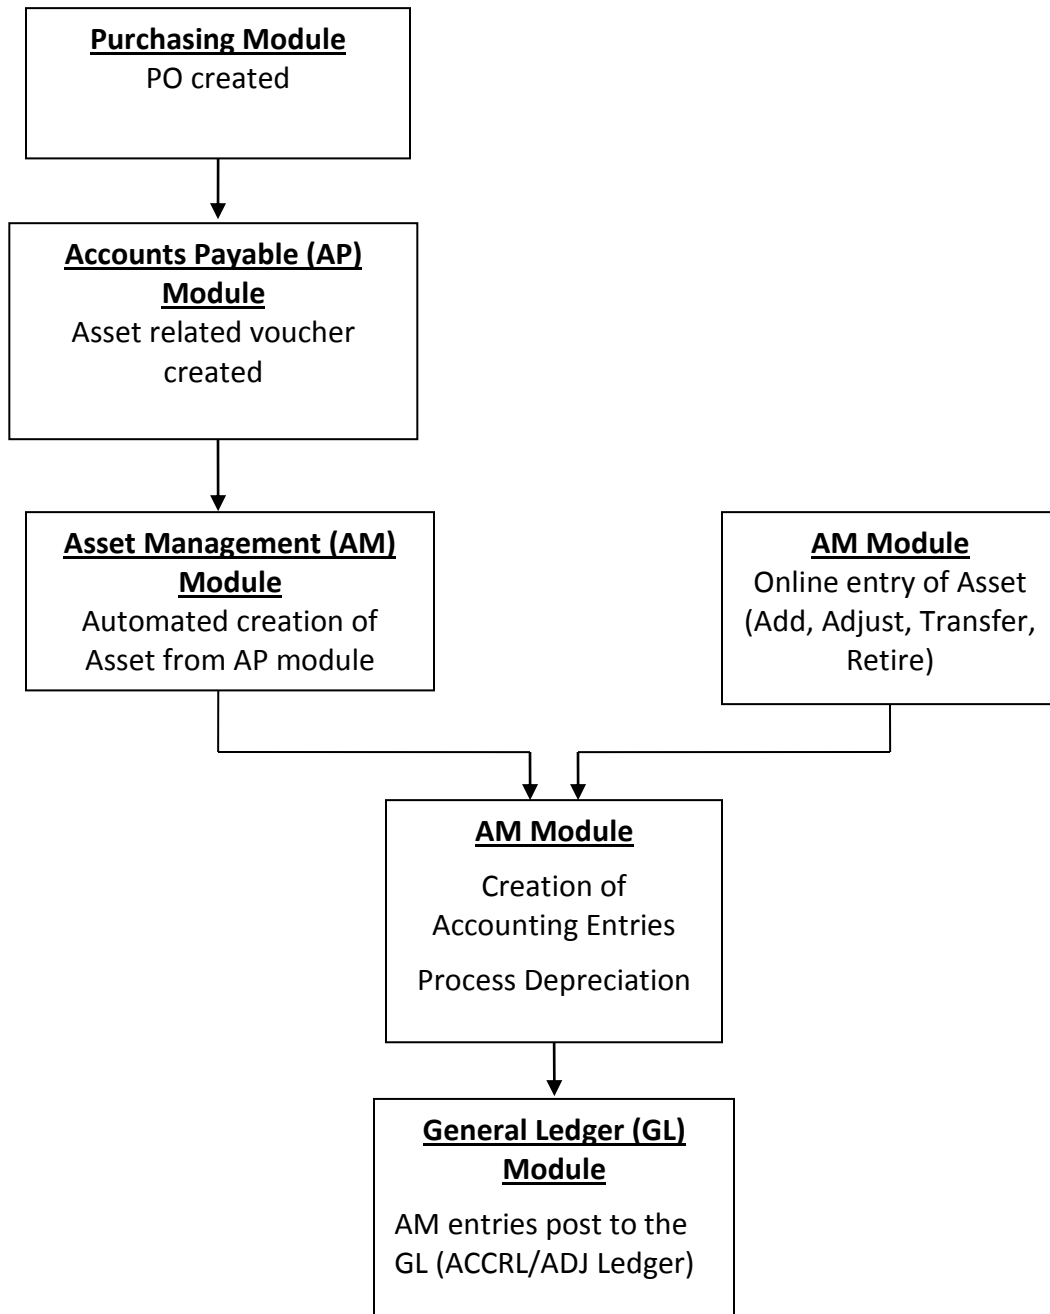 Purchasing Module
PO created
Accounts Payable (AP)
Module
Asset related voucher
created
Asset Management (AM)
Module
Automated creation of
Asset from AP module
AM Module
Online entry of Asset
(Add, Adjust, Transfer,
Retire)
AM Module
Creation of
Accounting Entries
Process Depreciation
General Ledger (GL)
Module
AM entries post to the
GL (ACCRL/ADJ Ledger)